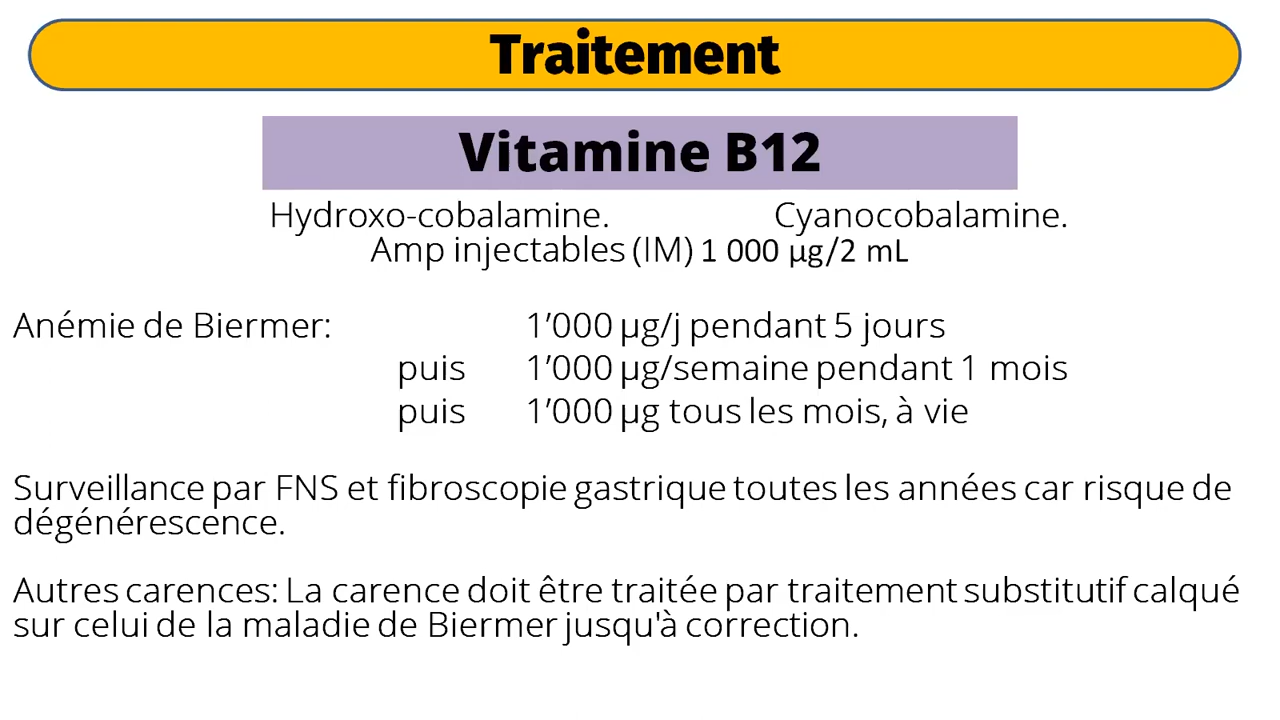 Traitement
Vitamine B12
Hydroxo-cobalamine. Cyanocobalamine.
Amp injectables (IM) 1 000 µg/2 mL
Anémie de Biermer: 1’000 µg/j pendant 5 jours
puis 1’000 µg/semaine pendant 1 mois
puis 1’000 µg tous les mois, à vie
Surveillance par FNS et fibroscopie gastrique toutes les années car risque de
dégénérescence.
Autres carences: La carence doit être traitée par traitement substitutif calqué
sur celui de la maladie de Biermer jusqu'à correction.